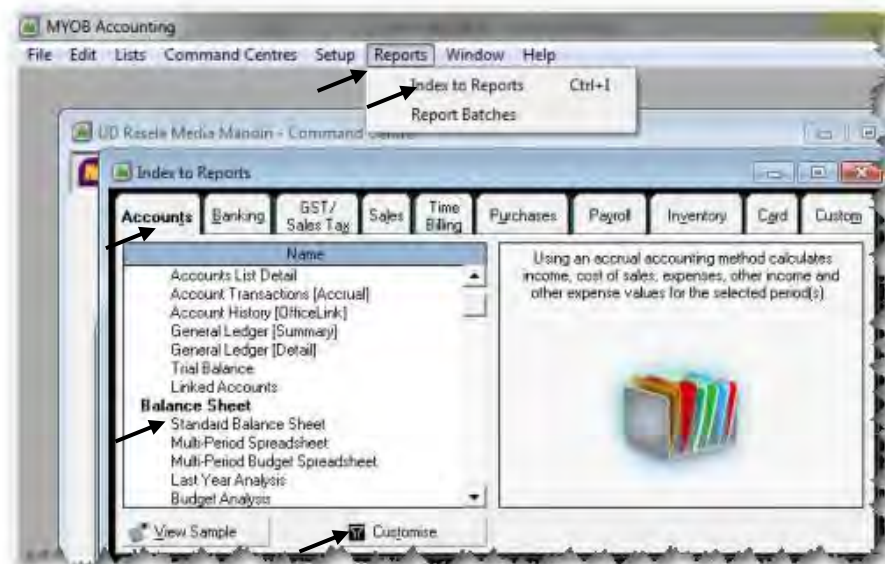 MYOB Accounting
File Edit Lists Command Centres Setup Reports Window Help
Index to Reports Ctrl+I
Report Batches
UD Resele Media Mandiri - Command Centre
Index to Reports
Accounts Banking GST/ Sales Tax Sales Time Billing Purchases Payroll Inventory Card Custom
Name
Accounts List Detail
Account Transactions [Accrual]
Account History [OfficeLink]
General Ledger [Summary]
General Ledger [Detail]
Trial Balance
Linked Accounts
Balance Sheet
Standard Balance Sheet
Multi-Period Spreadsheet
Multi-Period Budget Spreadsheet
Last Year Analysis
Budget Analysis
Using an accrual accounting method calculates
income, cost of sales, expenses, other income and
other expense values for the selected period(s)
View Sample Customise